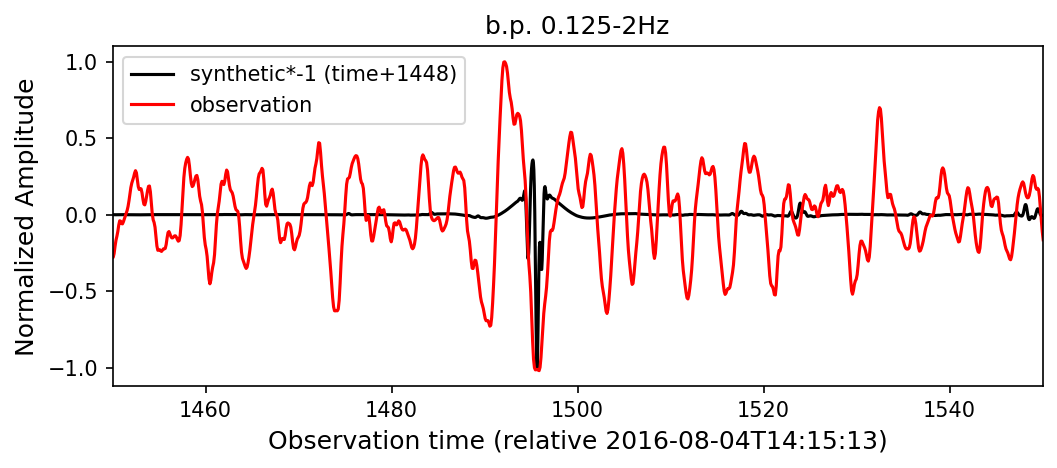 b.p. 0.125-2Hz
synthetic*-1 (time+1448)
observation
Normalized Amplitude
1.0
0.5
0.0
−0.5
−1.0
1460 1480 1500 1520 1540
Observation time (relative 2016-08-04T14:15:13)